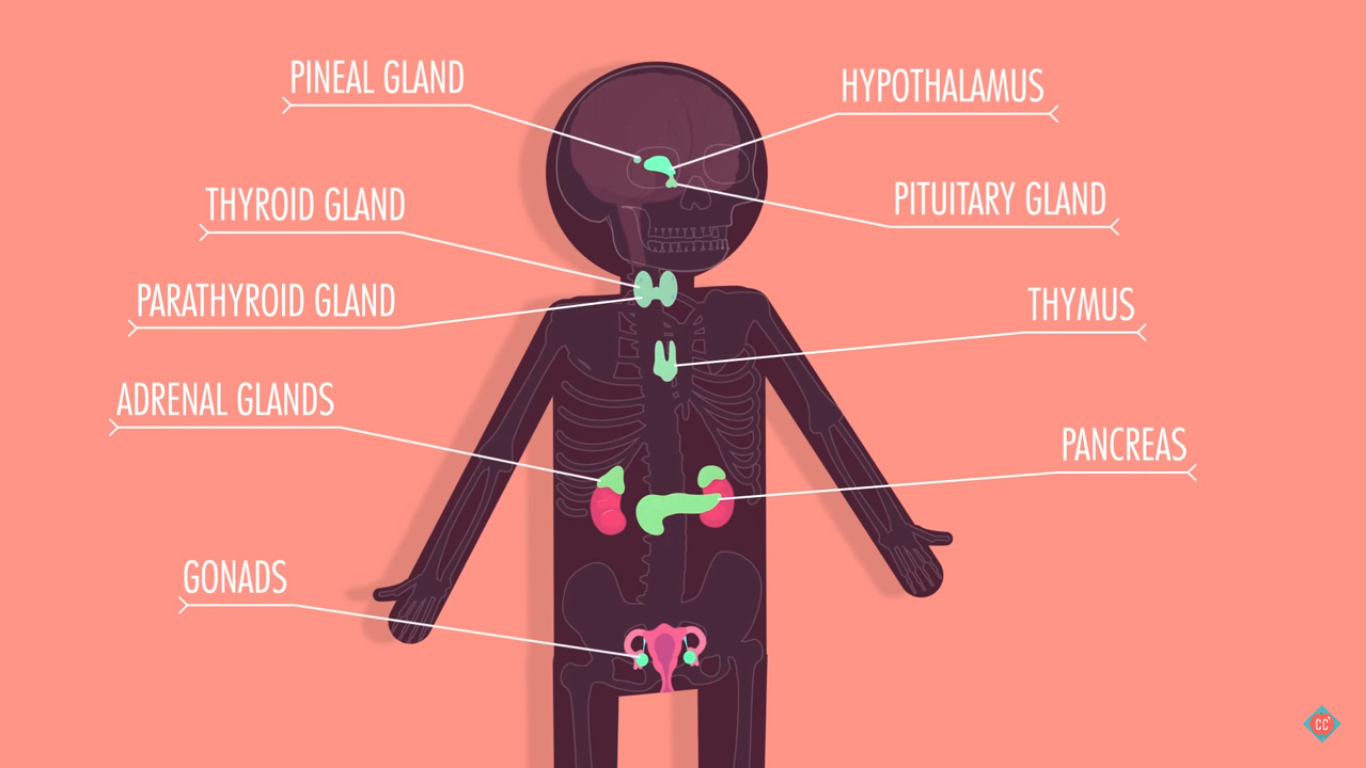 PINEAL GLAND
HYPOTHALAMUS
THYROID GLAND
PITUITARY GLAND
PARATHYROID GLAND
THYMUS
ADRENAL GLANDS
PANCREAS
GONADS
CC